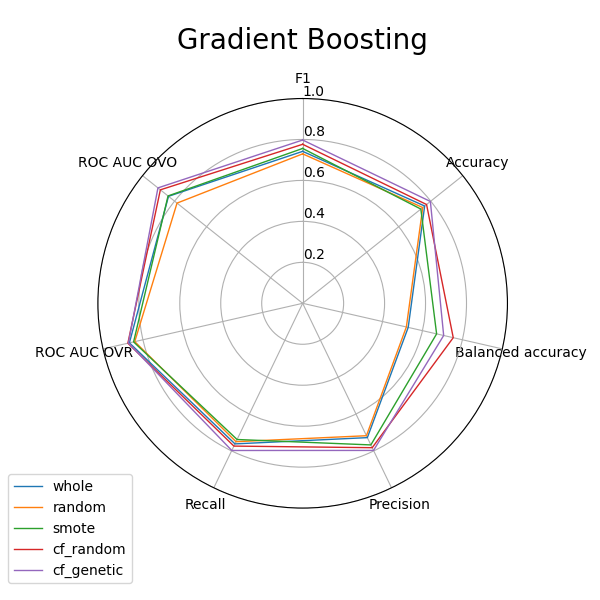 Gradient Boosting
F1
1.0
0.8
0.6
0.4
0.2
ROC AUC OVO
Accuracy
ROC AUC OVR
Balanced accuracy
Recall
Precision
whole
random
smote
cf_random
cf_genetic